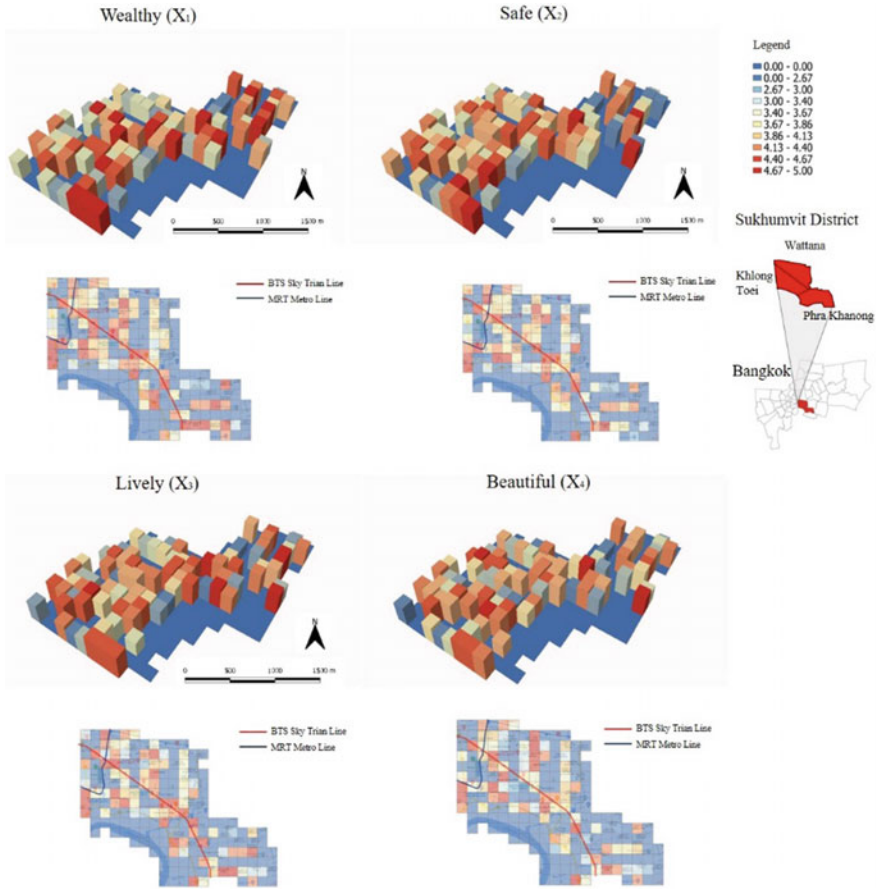 Wealthy (X₁)
Safe (X₂)
Legend
0.00 - 0.00
0.00 - 2.67
2.67 - 3.00
3.00 - 3.40
3.40 - 3.67
3.67 - 3.86
3.86 - 4.13
4.13 - 4.40
4.40 - 4.67
4.67 - 5.00
N
0 500 1000 1500 m
N
0 500 1000 1500 m
Sukhumvit District
Wattana
Khlong
Toei
Phra Khanong
Bangkok
BTS Sky Trian Line
MRT Metro Line
BTS Sky Trian Line
MRT Metro Line
Lively (X₃)
Beautiful (X₄)
N
0 500 1000 1500 m
BTS Sky Trian Line
MRT Metro Line
BTS Sky Trian Line
MRT Metro Line